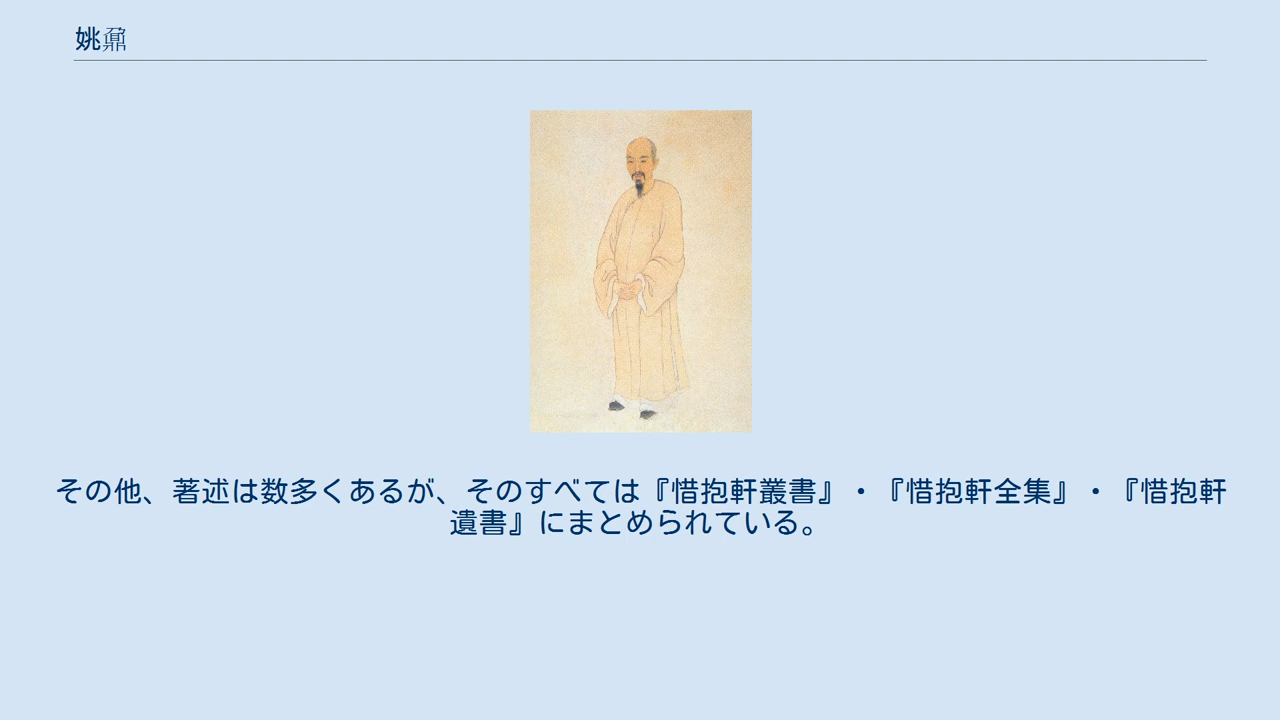 姚鼐
その他、著述は数多くあるが、そのすべては『惜抱軒叢書』・『惜抱軒全集』・『惜抱軒
遺書』にまとめられている。